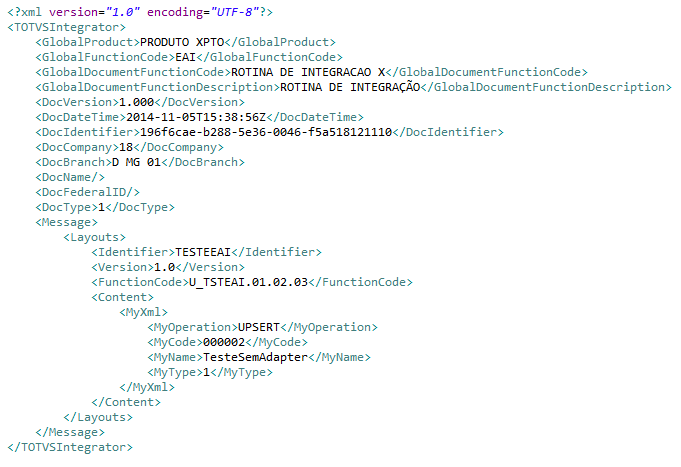 <?xml version="1.0" encoding="UTF-8"?>
<TOTVSIntegrator>
    <GlobalProduct>PRODUTO XPTO</GlobalProduct>
    <GlobalFunctionCode>EAI</GlobalFunctionCode>
    <GlobalDocumentFunctionCode>ROTINA DE INTEGRACAO X</GlobalDocumentFunctionCode>
    <GlobalDocumentFunctionDescription>ROTINA DE INTEGRAÇÃO</GlobalDocumentFunctionDescription>
    <DocVersion>1.000</DocVersion>
    <DocDateTime>2014-11-05T15:38:56Z</DocDateTime>
    <DocIdentifier>196f6cae-b288-5e36-0046-f5a518121110</DocIdentifier>
    <DocCompany>18</DocCompany>
    <DocBranch>D MG 01</DocBranch>
    <DocName/>
    <DocFederalID/>
    <DocType>1</DocType>
    <Message>
        <Layouts>
            <Identifier>TESTEEAI</Identifier>
            <Version>1.0</Version>
            <FunctionCode>U_TSTEAI.01.02.03</FunctionCode>
            <Content>
                <MyXml>
                    <MyOperation>UPSERT</MyOperation>
                    <MyCode>000002</MyCode>
                    <MyName>TesteSemAdapter</MyName>
                    <MyType>1</MyType>
                </MyXml>
            </Content>
        </Layouts>
    </Message>
</TOTVSIntegrator>